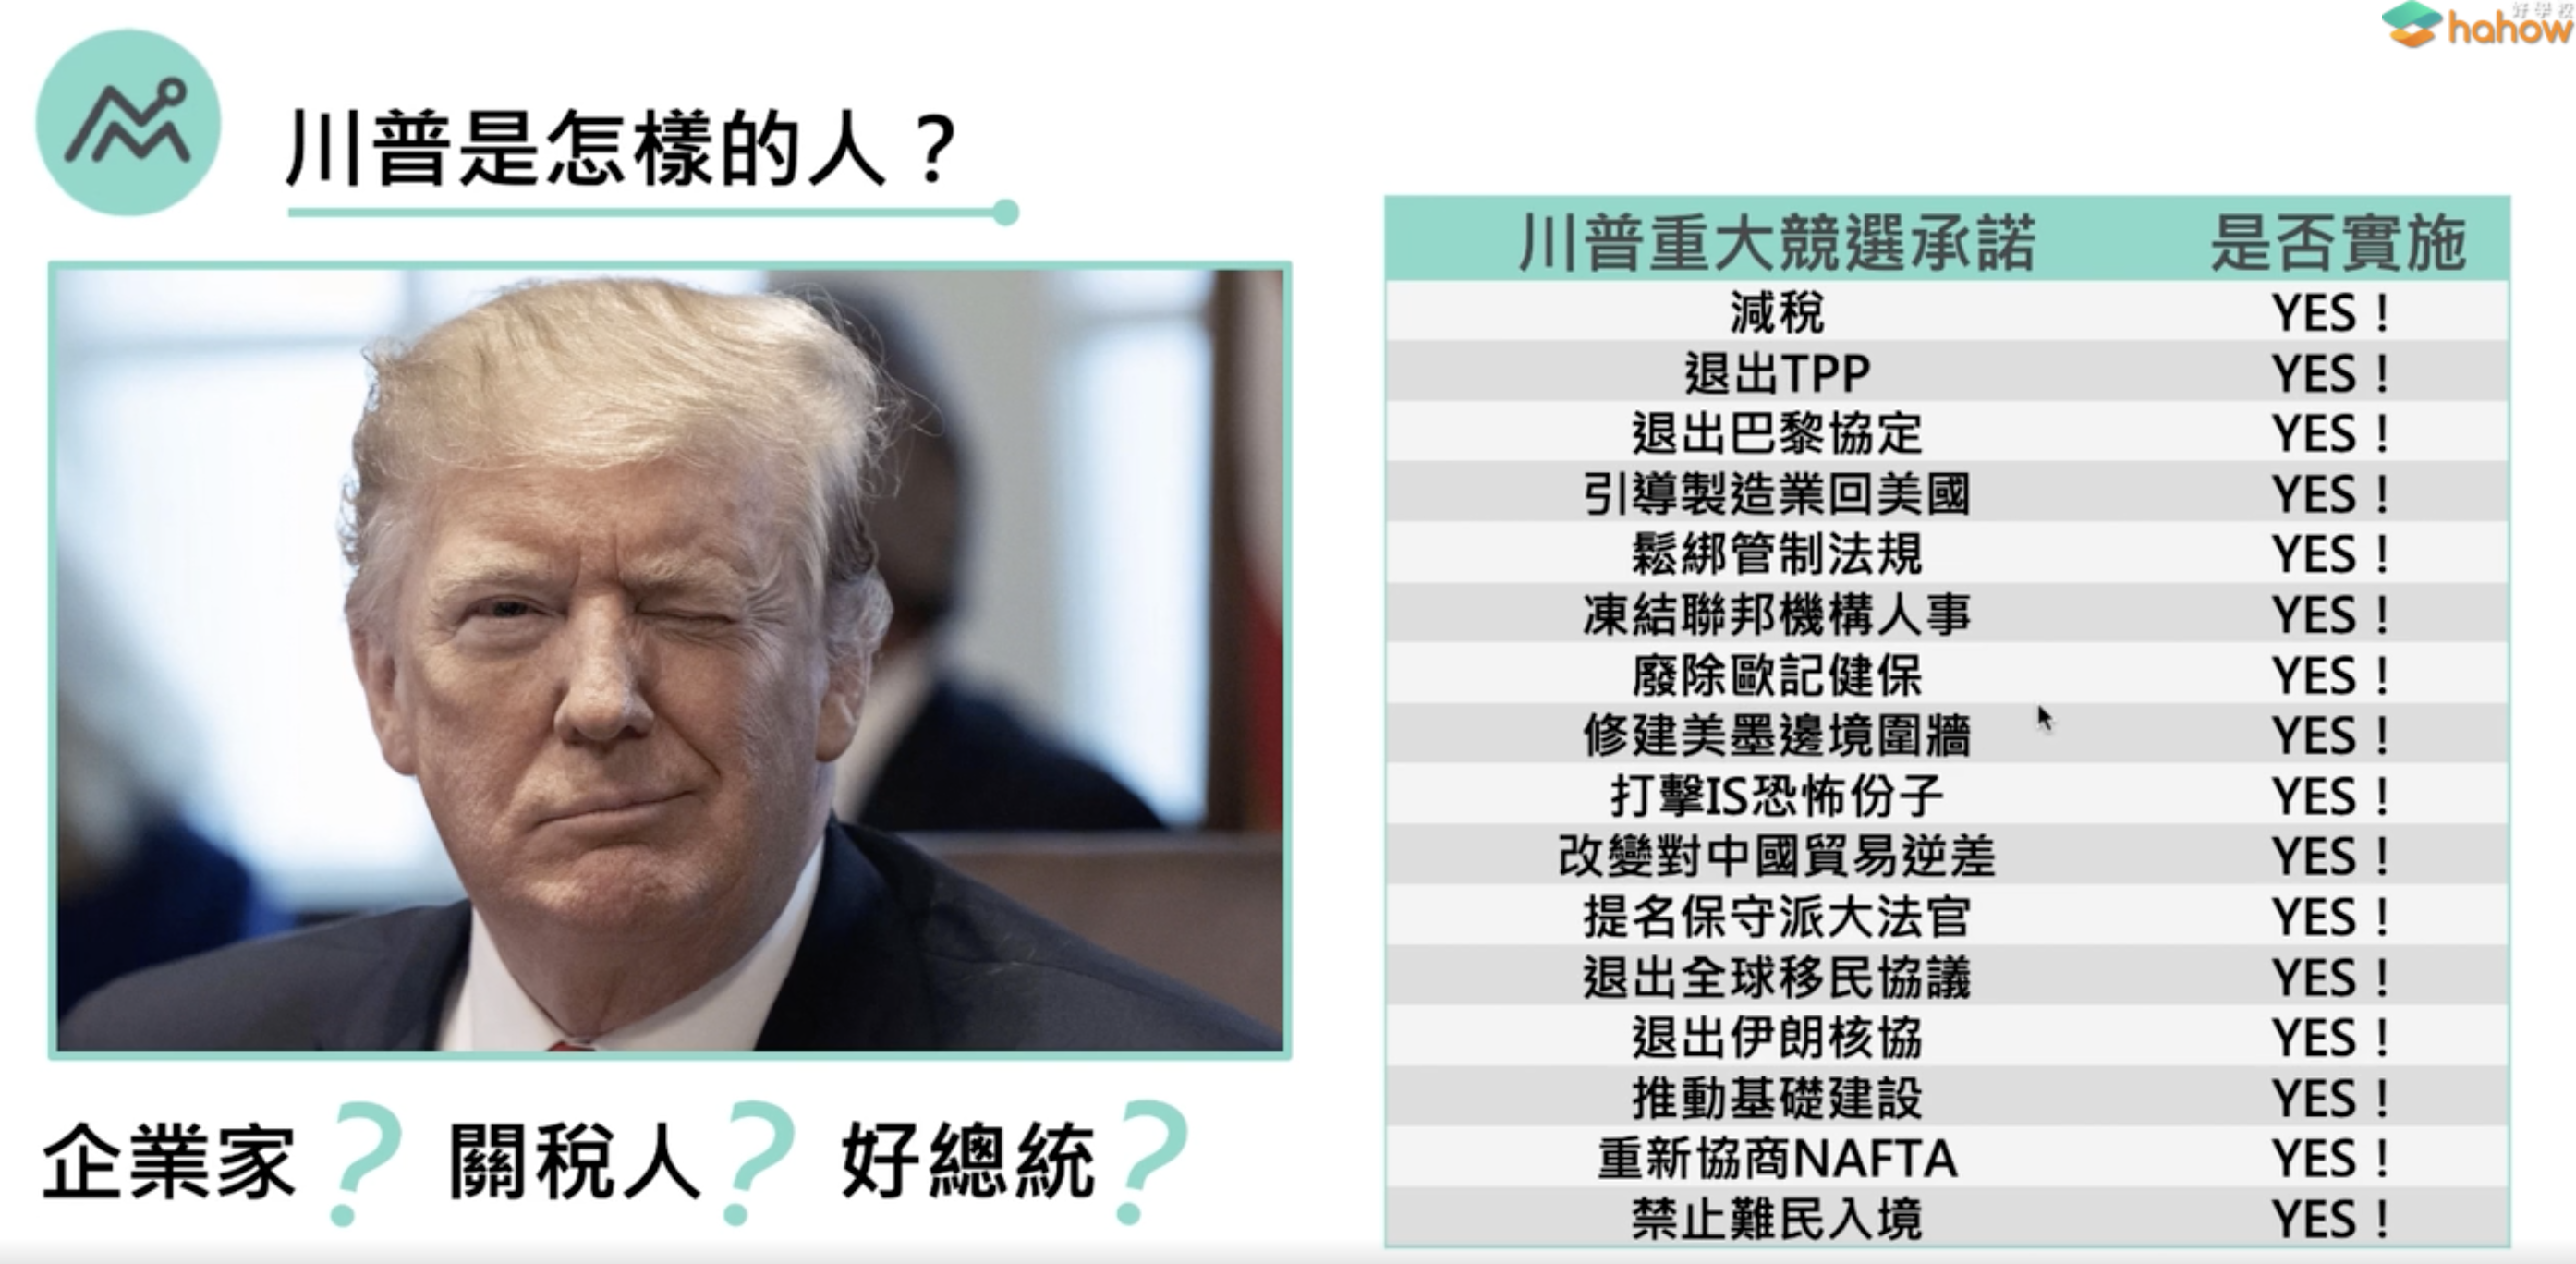 好學校
hahow
川普是怎樣的人？
企業家？ 關稅人？ 好總統？
川普重大競選承諾 是否實施
減稅 YES！
退出TPP YES！
退出巴黎協定 YES！
引導製造業回美國 YES！
鬆綁管制法規 YES！
凍結聯邦機構人事 YES！
廢除歐記健保 YES！
修建美墨邊境圍牆 YES！
打擊IS恐怖份子 YES！
改變對中國貿易逆差 YES！
提名保守派大法官 YES！
退出全球移民協議 YES！
退出伊朗核協 YES！
推動基礎建設 YES！
重新協商NAFTA YES！
禁止難民入境 YES！